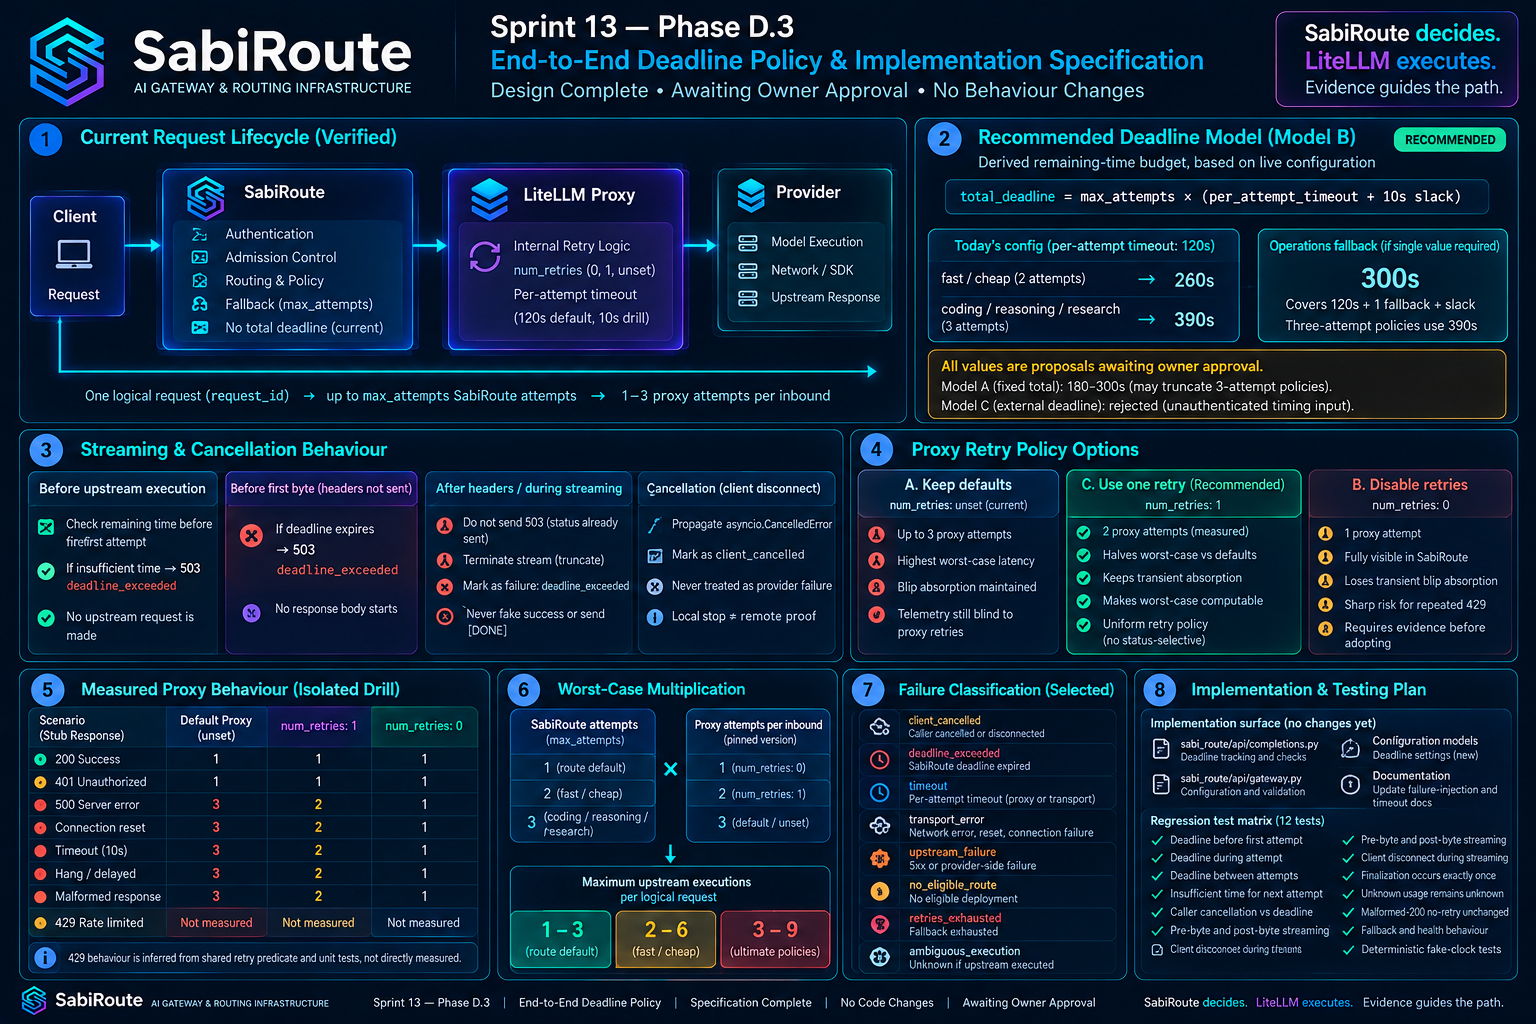 SabiRoute
AI GATEWAY & ROUTING INFRASTRUCTURE
Sprint 13 — Phase D.3
End-to-End Deadline Policy & Implementation Specification
Design Complete • Awaiting Owner Approval • No Behaviour Changes
SabiRoute decides.
LiteLLM executes.
Evidence guides the path.
1 Current Request Lifecycle (Verified)
Client
Request
SabiRoute
Authentication
Admission Control
Routing & Policy
Fallback (max_attempts)
No total deadline (current)
LiteLLM Proxy
Internal Retry Logic
num_retries (0, 1, unset)
Per-attempt timeout
(120s default, 10s drill)
Provider
Model Execution
Network / SDK
Upstream Response
One logical request (request_id) → up to max_attempts SabiRoute attempts → 1–3 proxy attempts per inbound
2 Recommended Deadline Model (Model B)
RECOMMENDED
Derived remaining-time budget, based on live configuration
total_deadline = max_attempts × (per_attempt_timeout + 10s slack)
Today's config (per-attempt timeout: 120s)
fast / cheap (2 attempts) → 260s
coding / reasoning / research
(3 attempts) → 390s
Operations fallback (if single value required)
300s
Covers 120s + 1 fallback + slack
Three-attempt policies use 390s
All values are proposals awaiting owner approval.
Model A (fixed total): 180–300s (may truncate 3-attempt policies).
Model C (external deadline): rejected (unauthenticated timing input).
3 Streaming & Cancellation Behaviour
Before upstream execution
Check remaining time before
firefirst attempt
If insufficient time → 503
deadline_exceeded
No upstream request is
made
Before first byte (headers not sent)
If deadline expires
→ 503
deadline_exceeded
No response body starts
After headers / during streaming
Do not send 503 (status already
sent)
Terminate stream (truncate)
Mark as failure: deadline_exceeded
`Never fake success or send
[DONE]
Cancellation (client disconnect)
Propagate asyncio.CancelledError
Mark as client_cancelled
Never treated as provider failure
Local stop ≠ remote proof
4 Proxy Retry Policy Options
A. Keep defaults
num_retries: unset (current)
Up to 3 proxy attempts
Highest worst-case latency
Blip absorption maintained
Telemetry still blind to
proxy retries
C. Use one retry (Recommended)
num_retries: 1
2 proxy attempts (measured)
Halves worst-case vs defaults
Keeps transient absorption
Makes worst-case computable
Uniform retry policy
(no status-selective)
B. Disable retries
num_retries: 0
1 proxy attempt
Fully visible in SabiRoute
Loses transient blip absorption
Sharp risk for repeated 429
Requires evidence before
adopting
5 Measured Proxy Behaviour (Isolated Drill)
Scenario
(Stub Response)
Default Proxy
(unset)
num_retries: 1
num_retries: 0
200 Success 1 1 1
401 Unauthorized 1 1 1
500 Server error 3 2 1
Connection reset 3 2 1
Timeout (10s) 3 2 1
Hang / delayed 3 2 1
Malformed response 3 2 1
429 Rate limited Not measured Not measured Not measured
429 behaviour is inferred from shared retry predicate and unit tests, not directly measured.
6 Worst-Case Multiplication
SabiRoute attempts
(max_attempts)
1 (route default)
2 (fast / cheap)
3 (coding / reasoning /
research)
×
Proxy attempts per inbound
(pinned version)
1 (num_retries: 0)
2 (num_retries: 1)
3 (default / unset)
Maximum upstream executions
per logical request
1 – 3
(route default)
2 – 6
(fast / cheap)
3 – 9
(ultimate policies)
7 Failure Classification (Selected)
client_cancelled
Caller cancelled or disconnected
deadline_exceeded
SabiRoute deadline expired
timeout
Per-attempt timeout (proxy or transport)
transport_error
Network error, reset, connection failure
upstream_failure
5xx or provider-side failure
no_eligible_route
No eligible deployment
retries_exhausted
Fallback exhausted
ambiguous_execution
Unknown if upstream executed
8 Implementation & Testing Plan
Implementation surface (no changes yet)
sabi_route/api/completions.py
Deadline tracking and checks
sabi_route/api/gateway.py
Configuration and validation
Configuration models
Deadline settings (new)
Documentation
Update failure-injection and
timeout docs
Regression test matrix (12 tests)
Deadline before first attempt
Deadline during attempt
Deadline between attempts
Insufficient time for next attempt
Caller cancellation vs deadline
Pre-byte and post-byte streaming
Client disconnect during
Pre-byte and post-byte streaming
Client disconnect during streaming
Finalization occurs exactly once
Unknown usage remains unknown
Malformed-200 no-retry unchanged
Fallback and health behaviour
Deterministic fake-clock tests
SabiRoute AI GATEWAY & ROUTING INFRASTRUCTURE
Sprint 13 — Phase D.3 | End-to-End Deadline Policy | Specification Complete | No Code Changes | Awaiting Owner Approval
SabiRoute decides. LiteLLM executes. Evidence guides the path.